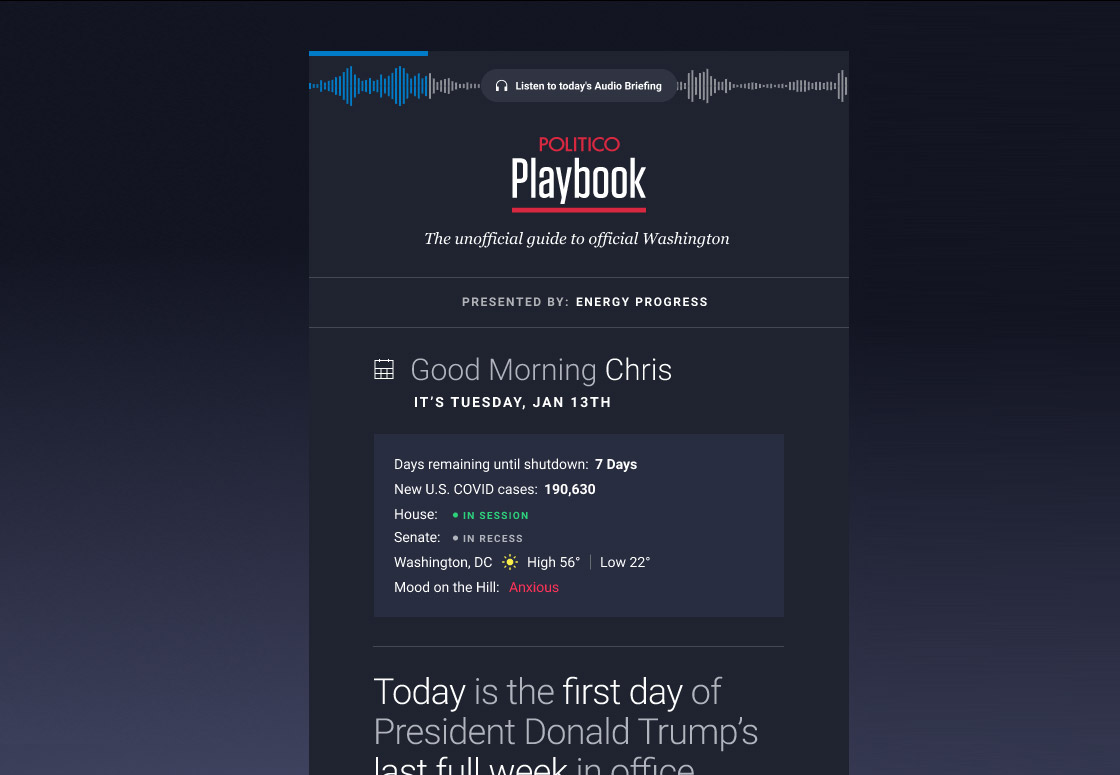 Listen to today's Audio Briefing
POLITICO
Playbook
The unofficial guide to official Washington
PRESENTED BY: ENERGY PROGRESS
Good Morning Chris
IT'S TUESDAY, JAN 13TH
Days remaining until shutdown: 7 Days
New U.S. COVID cases: 190,630
House: • IN SESSION
Senate: • IN RECESS
Washington, DC High 56° | Low 22°
Mood on the Hill: Anxious
Today is the first day of
President Donald Trump's
last full week in office